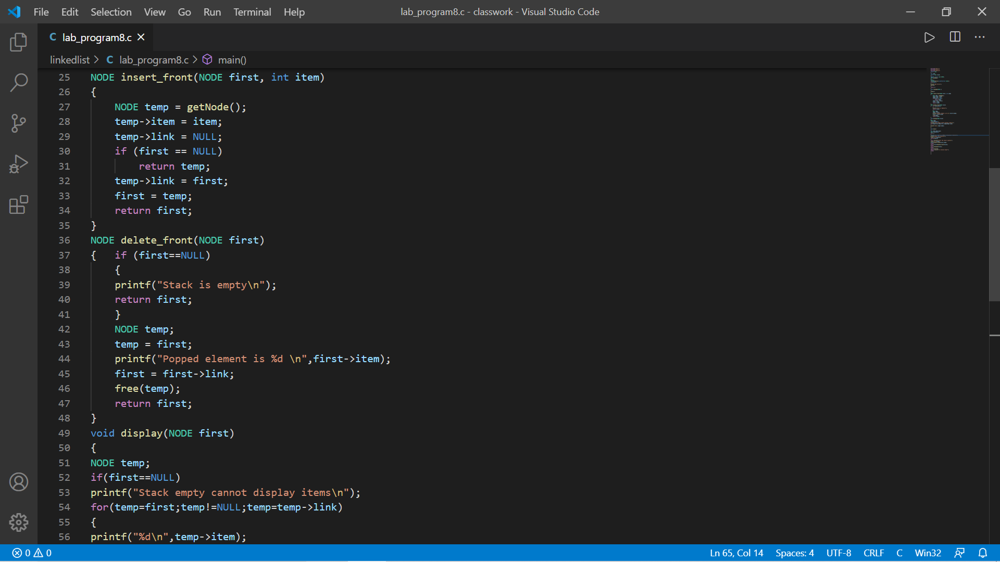 File Edit Selection View Go Run Terminal Help lab_program8.c - classwork - Visual Studio Code
C lab_program8.c
linkedlist > C lab_program8.c > main()
25 NODE insert_front(NODE first, int item)
26 {
27 NODE temp = getNode();
28 temp->item = item;
29 temp->link = NULL;
30 if (first == NULL)
31 return temp;
32 temp->link = first;
33 first = temp;
34 return first;
35 }
36 NODE delete_front(NODE first)
37 { if (first==NULL)
38 {
39 printf("Stack is empty\n");
40 return first;
41 }
42 NODE temp;
43 temp = first;
44 printf("Popped element is %d \n",first->item);
45 first = first->link;
46 free(temp);
47 return first;
48 }
49 void display(NODE first)
50 {
51 NODE temp;
52 if(first==NULL)
53 printf("Stack empty cannot display items\n");
54 for(temp=first;temp!=NULL;temp=temp->link)
55 {
56 printf("%d\n",temp->item);
0 0 Ln 65, Col 14 Spaces: 4 UTF-8 CRLF C Win32